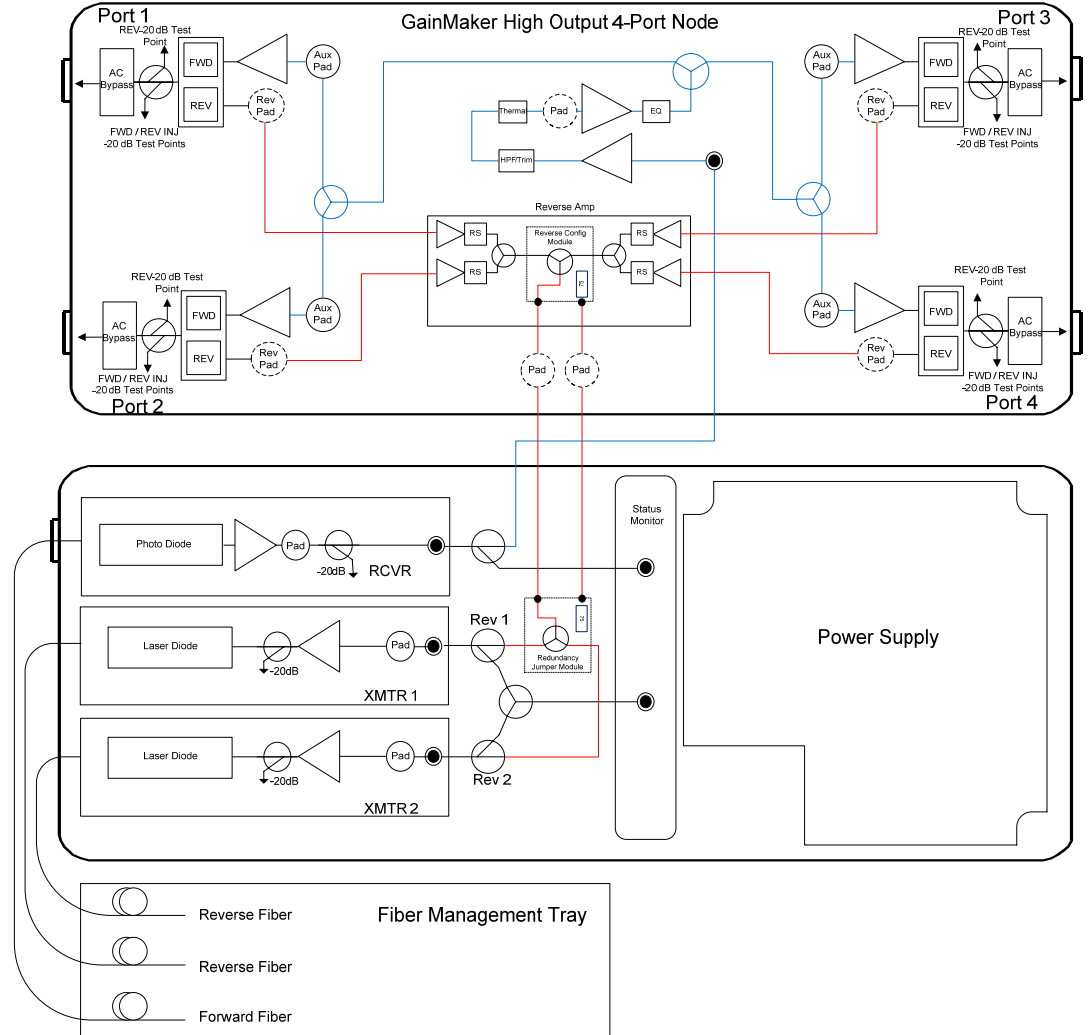 GainMaker High Output 4-Port Node
Port 1
REV-20 dB Test
Point
AC
Bypass
FWD
REV
Rev
Pad
Aux
Pad
FWD / REV INJ
-20 dB Test Points
Port 3
REV-20 dB Test
Point
Aux
Pad
FWD
REV
Rev
Pad
AC
Bypass
FWD / REV INJ
-20 dB Test Points
Thermal
Pad
EQ
HPF/Trim
Reverse Amp
RS
RS
Reverse Config
Module
RS
RS
REV-20 dB Test
Point
AC
Bypass
FWD
REV
Rev
Pad
Aux
Pad
FWD / REV INJ
-20 dB Test Points
Port 2
REV-20 dB Test
Point
Aux
Pad
FWD
REV
Rev
Pad
AC
Bypass
FWD / REV INJ
-20 dB Test Points
Port 4
Pad
Pad
Photo Diode
Pad
-20dB
RCVR
Status
Monitor
Laser Diode
-20dB
Pad
XMTR 1
Rev 1
Redundancy
Jumper Module
Power Supply
Laser Diode
-20dB
Pad
XMTR 2
Rev 2
Fiber Management Tray
Reverse Fiber
Reverse Fiber
Forward Fiber